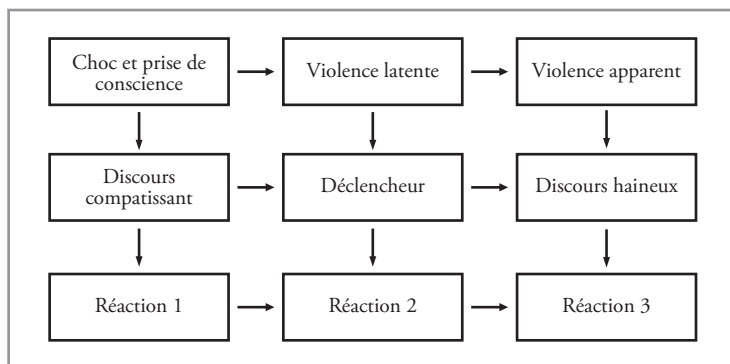 Choc et prise de
conscience
Violence latente
Violence apparent
Discours
compatissant
Déclencheur
Discours haineux
Réaction 1
Réaction 2
Réaction 3